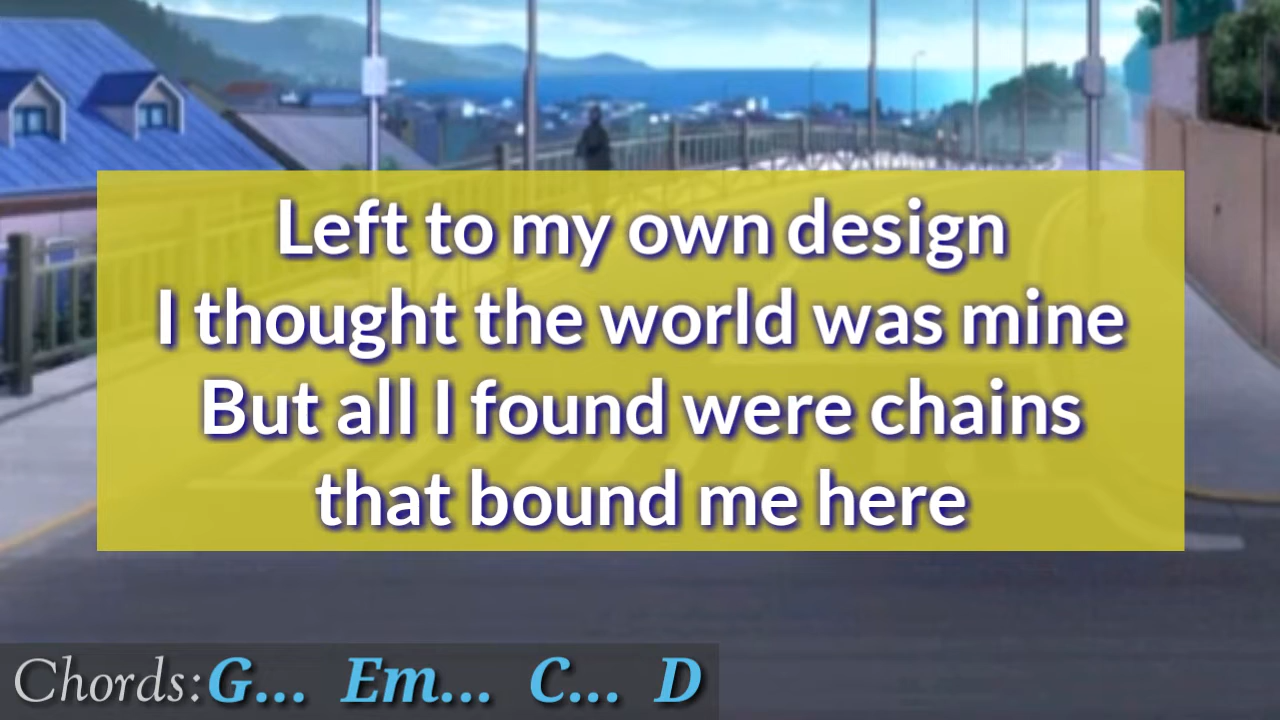 Left to my own design
I thought the world was mine
But all I found were chains
that bound me here
Chords: G... Em... C... D